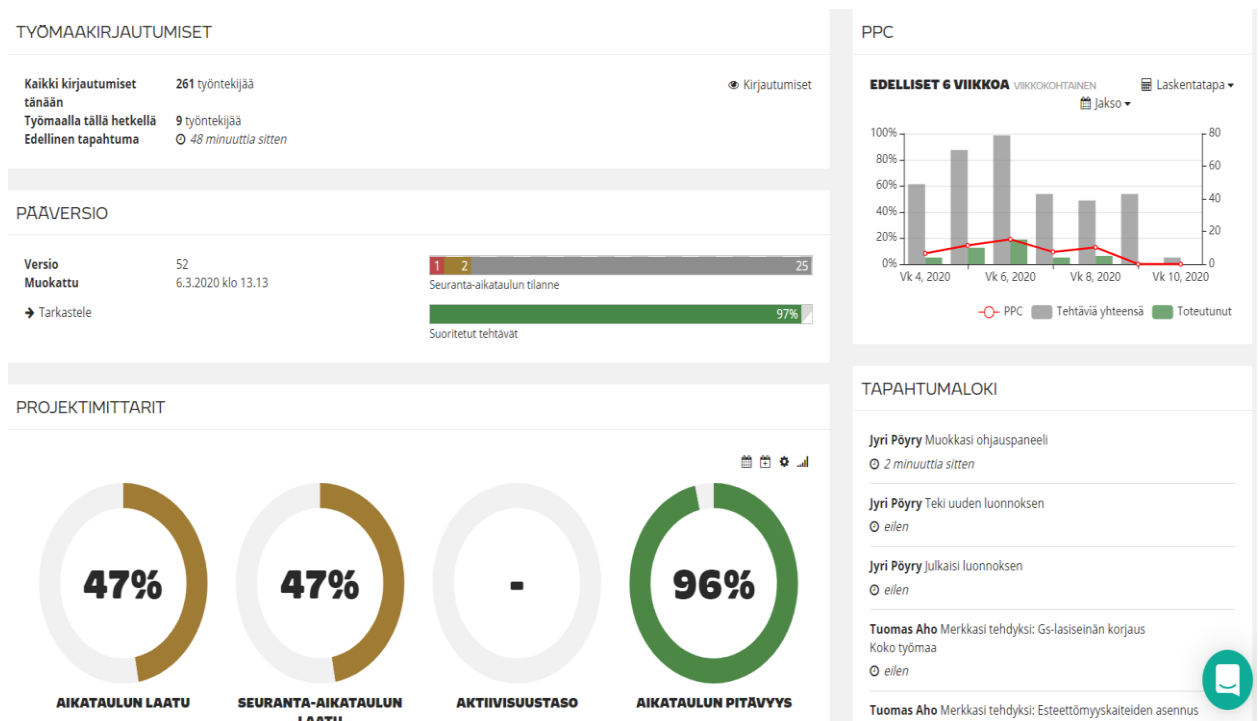 TYÖMAAKIRJAUTUMISET
Kaikki kirjautumiset tänään 261 työntekijää
Työmaalla tällä hetkellä 9 työntekijää
Edellinen tapahtuma 48 minuuttia sitten
Kirjautumiset
PÄÄVERSIO
Versio 52
Muokattu 6.3.2020 klo 13.13
Tarkastele
1 2 25
Seuranta-aikataulun tilanne
97%
Suoritetut tehtävät
PROJEKTIMITTARIT
47%
AIKATAULUN LAATU
47%
SEURANTA-AIKATAULUN
LAATU
-
AKTIIVISUUSTASO
96%
AIKATAULUN PITÄVYYS
PPC
EDELLISET 6 VIIKKOA VIIKKOKOHTAINEN
Laskentatapa
Jakso
100% 80
80% 60
60%
40% 40
20% 20
0% 0
Vk 4, 2020 Vk 6, 2020 Vk 8, 2020 Vk 10, 2020
PPC Tehtäviä yhteensä Toteutunut
TAPAHTUMALOKI
Jyri Pöyry Muokkasi ohjauspaneeli
2 minuuttia sitten
Jyri Pöyry Teki uuden luonnoksen
eilen
Jyri Pöyry Julkaisi luonnoksen
eilen
Tuomas Aho Merkkasi tehdyksi: Gs-lasiseinän korjaus
Koko työmaa
eilen
Tuomas Aho Merkkasi tehdyksi: Esteettömyyskaiteiden asennus